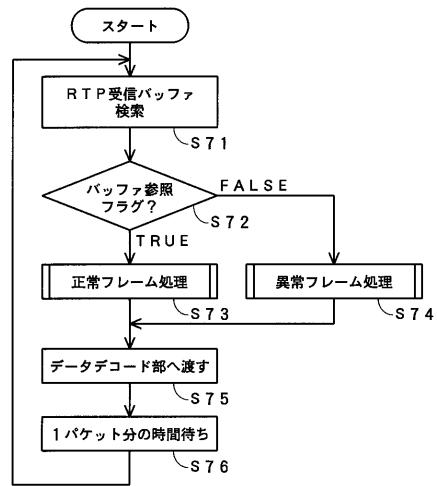 スタート
RTP受信バッファ
検索
S71
バッファ参照
フラグ?
FALSE
S72
TRUE
正常フレーム処理
異常フレーム処理
S73
S74
データデコード部へ渡す
S75
1パケット分の時間待ち
S76